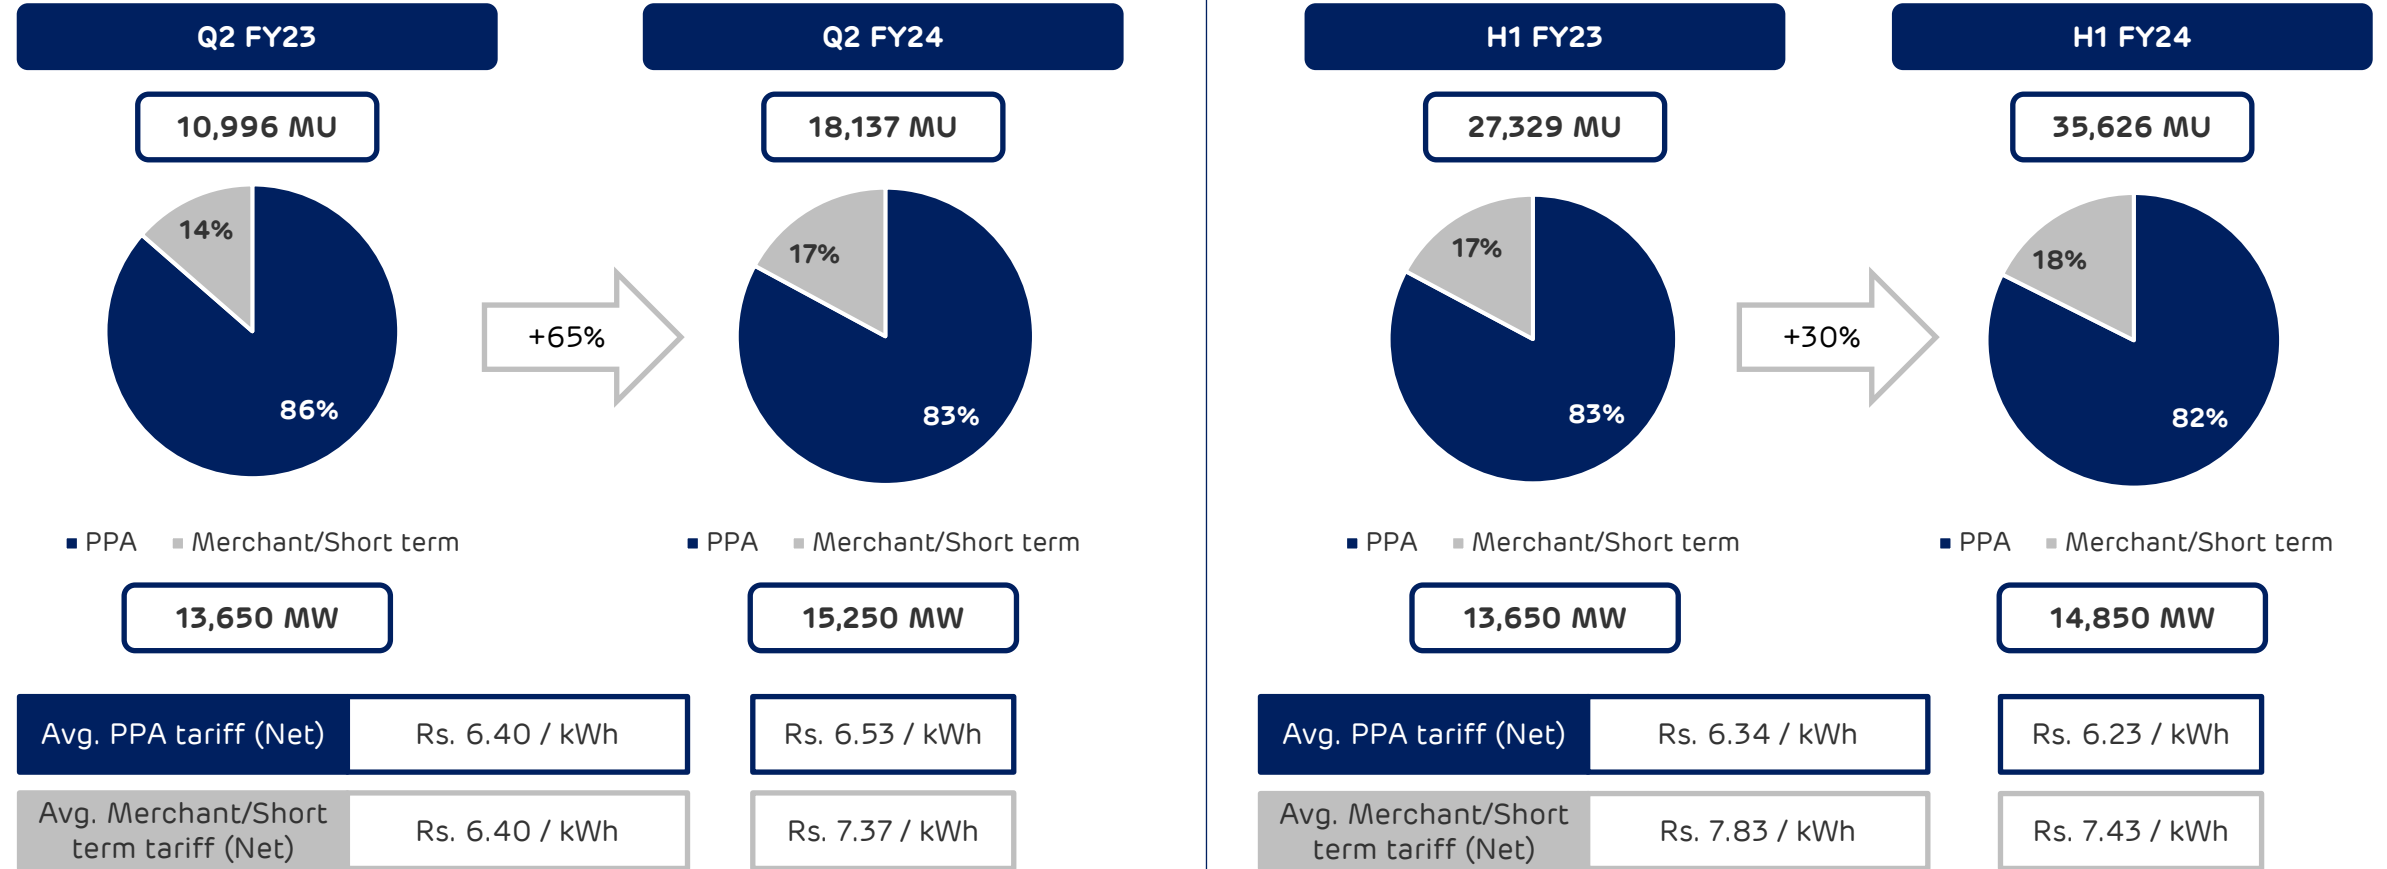 Q2 FY23
Q2 FY24
10,996 MU
18,137 MU
14%
86%
+65%
17%
83%
PPA
Merchant/Short term
PPA
Merchant/Short term
13,650 MW
15,250 MW
Avg. PPA tariff (Net)
Rs. 6.40 / kWh
Rs. 6.53 / kWh
Avg. Merchant/Short
term tariff (Net)
Rs. 6.40 / kWh
Rs. 7.37 / kWh
H1 FY23
H1 FY24
27,329 MU
35,626 MU
17%
83%
+30%
18%
82%
PPA
Merchant/Short term
PPA
Merchant/Short term
13,650 MW
14,850 MW
Avg. PPA tariff (Net)
Rs. 6.34 / kWh
Rs. 6.23 / kWh
Avg. Merchant/Short
term tariff (Net)
Rs. 7.83 / kWh
Rs. 7.43 / kWh